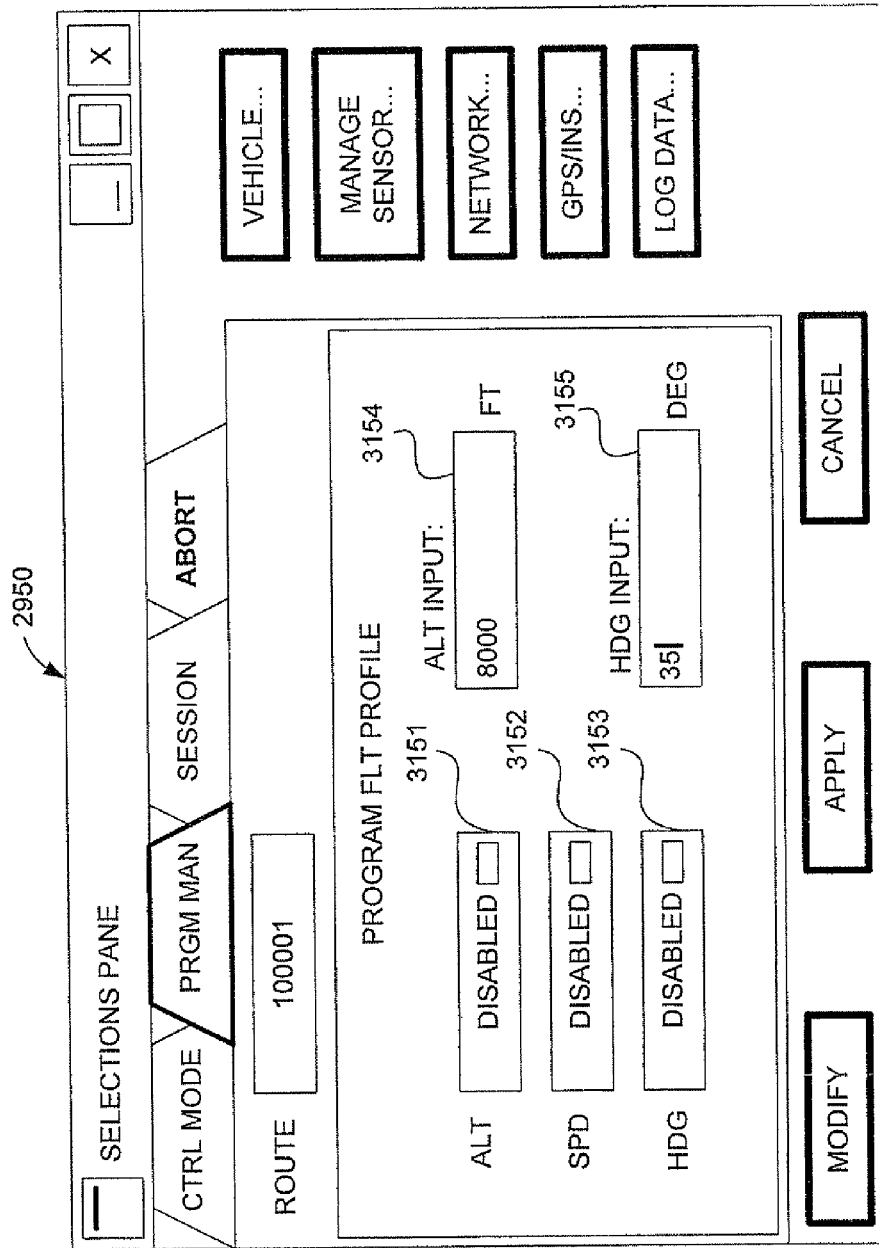 2950
SELECTIONS PANE
X
CTRL MODE
PRGM MAN
SESSION
ABORT
ROUTE
100001
VEHICLE...
PROGRAM FLT PROFILE
MANAGE
SENSOR...
ALT
DISABLED
3151
ALT INPUT:
8000
FT
3154
NETWORK...
SPD
DISABLED
3152
GPS/INS...
HDG
DISABLED
3153
HDG INPUT:
35
DEG
3155
LOG DATA...
MODIFY
APPLY
CANCEL